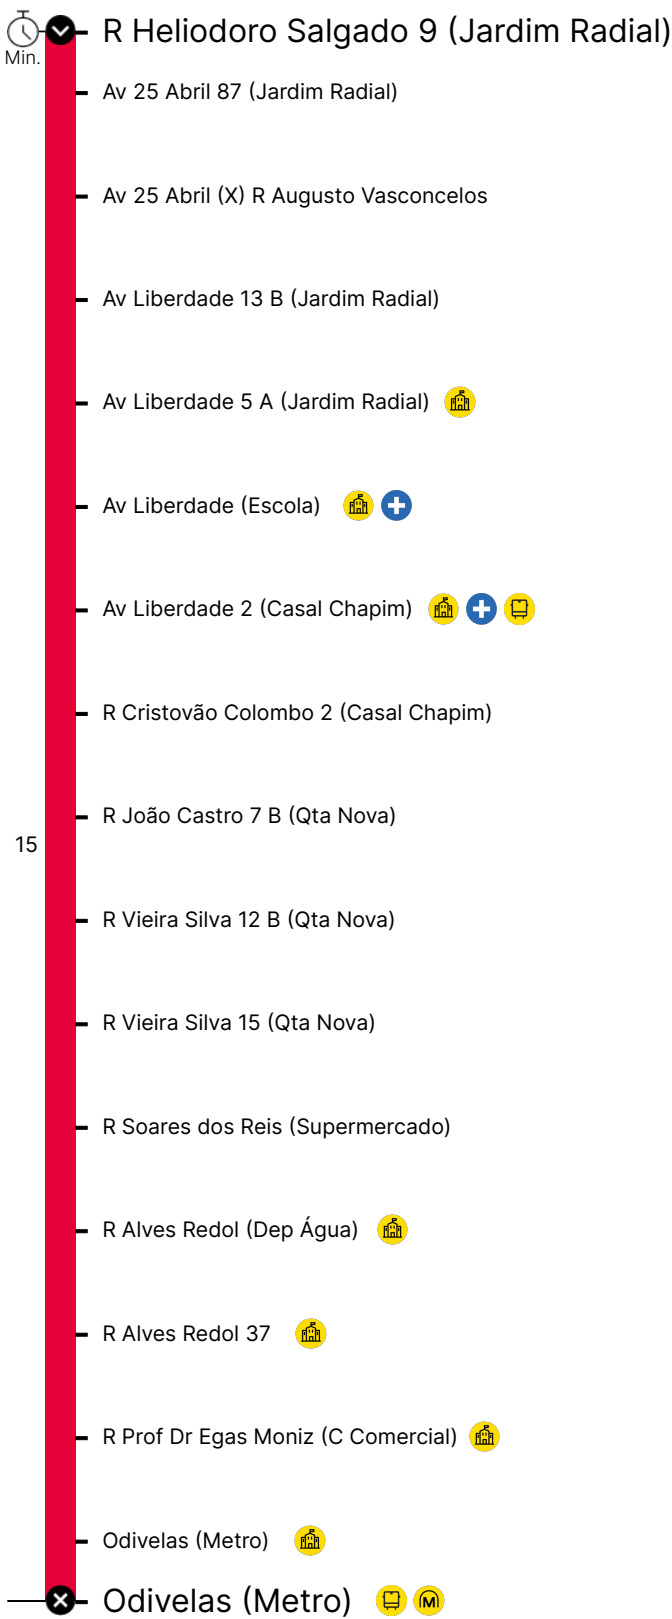 R Heliodoro Salgado 9 (Jardim Radial)
Min.
Av 25 Abril 87 (Jardim Radial)
Av 25 Abril (X) R Augusto Vasconcelos
Av Liberdade 13 B (Jardim Radial)
Av Liberdade 5 A (Jardim Radial)
Av Liberdade (Escola)
Av Liberdade 2 (Casal Chapim)
R Cristovão Colombo 2 (Casal Chapim)
R João Castro 7 B (Qta Nova)
15
R Vieira Silva 12 B (Qta Nova)
R Vieira Silva 15 (Qta Nova)
R Soares dos Reis (Supermercado)
R Alves Redol (Dep Água)
R Alves Redol 37
R Prof Dr Egas Moniz (C Comercial)
Odivelas (Metro)
Odivelas (Metro) M